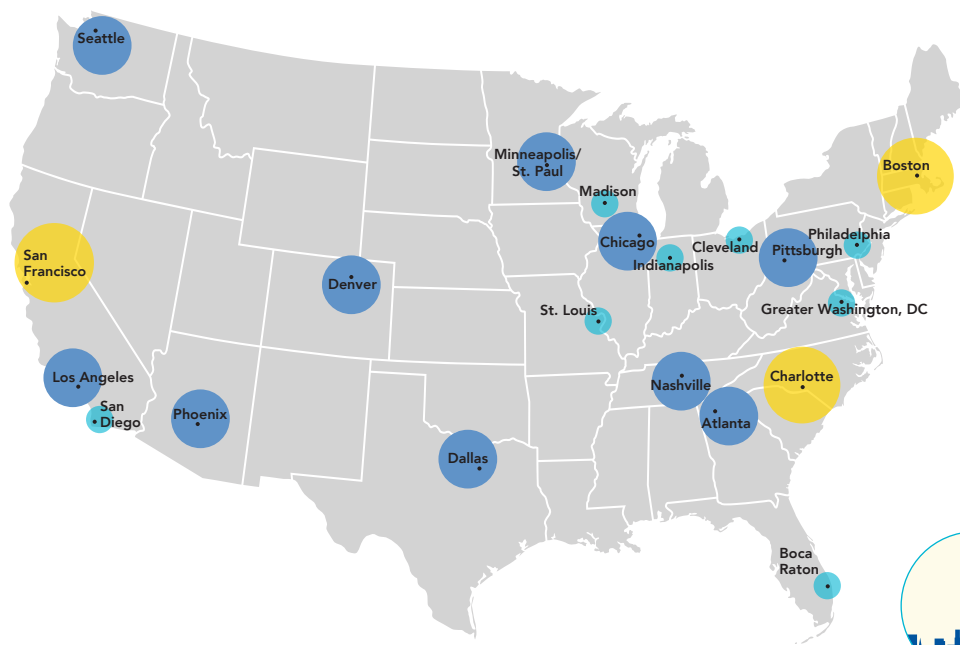 Seattle
Minneapolis/
St. Paul
Boston
Madison
Philadelphia
Chicago
Cleveland
Pittsburgh
San
Francisco
Indianapolis
Denver
St. Louis
Greater Washington, DC
Los Angeles
Nashville
Charlotte
San
Diego
Phoenix
Atlanta
Dallas
Boca
Raton